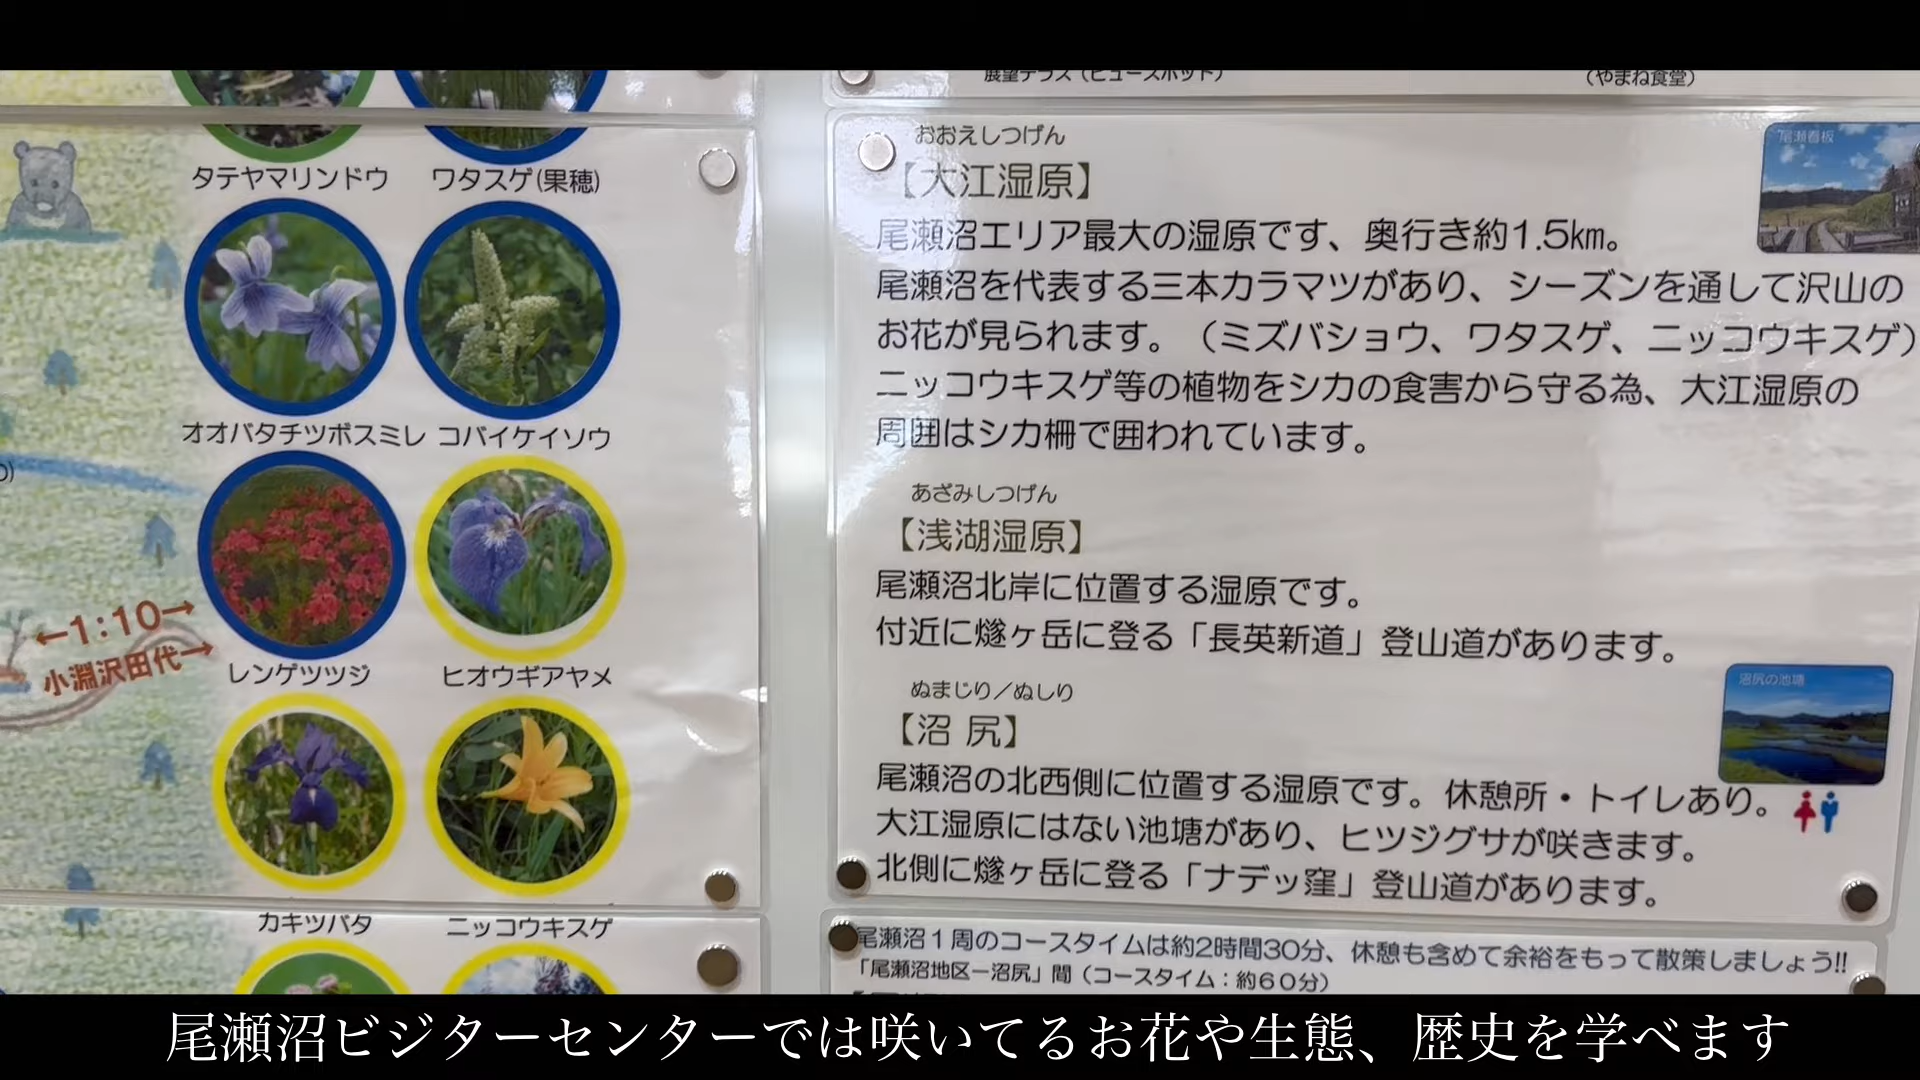 タテヤマリンドウ
ワタスゲ(果穂)
オオバタチツボスミレ
コバイケイソウ
←1:10→
小淵沢田代→
レンゲツツジ
ヒオウギアヤメ
カキツバタ
ニッコウキスゲ
展望テラス（ビュースポット）
（やまね食堂）
おおえしつげん
【大江湿原】
尾瀬看板
尾瀬沼エリア最大の湿原です、奥行き約1.5km。
尾瀬沼を代表する三本カラマツがあり、シーズンを通して沢山の
お花が見られます。（ミズバショウ、ワタスゲ、ニッコウキスゲ）
ニッコウキスゲ等の植物をシカの食害から守る為、大江湿原の
周囲はシカ柵で囲われています。
あざみしつげん
【浅湖湿原】
尾瀬沼北岸に位置する湿原です。
付近に燧ヶ岳に登る「長英新道」登山道があります。
ぬまじり／ぬしり
【沼 尻】
沼尻の池塘
尾瀬沼の北西側に位置する湿原です。休憩所・トイレあり。
大江湿原にはない池塘があり、ヒツジグサが咲きます。
北側に燧ヶ岳に登る「ナデッ窪」登山道があります。
尾瀬沼１周のコースタイムは約2時間30分、休憩も含めて余裕をもって散策しましょう!!
「尾瀬沼地区－沼尻」間（コースタイム：約６０分）
尾瀬沼ビジターセンターでは咲いてるお花や生態、歴史を学べます